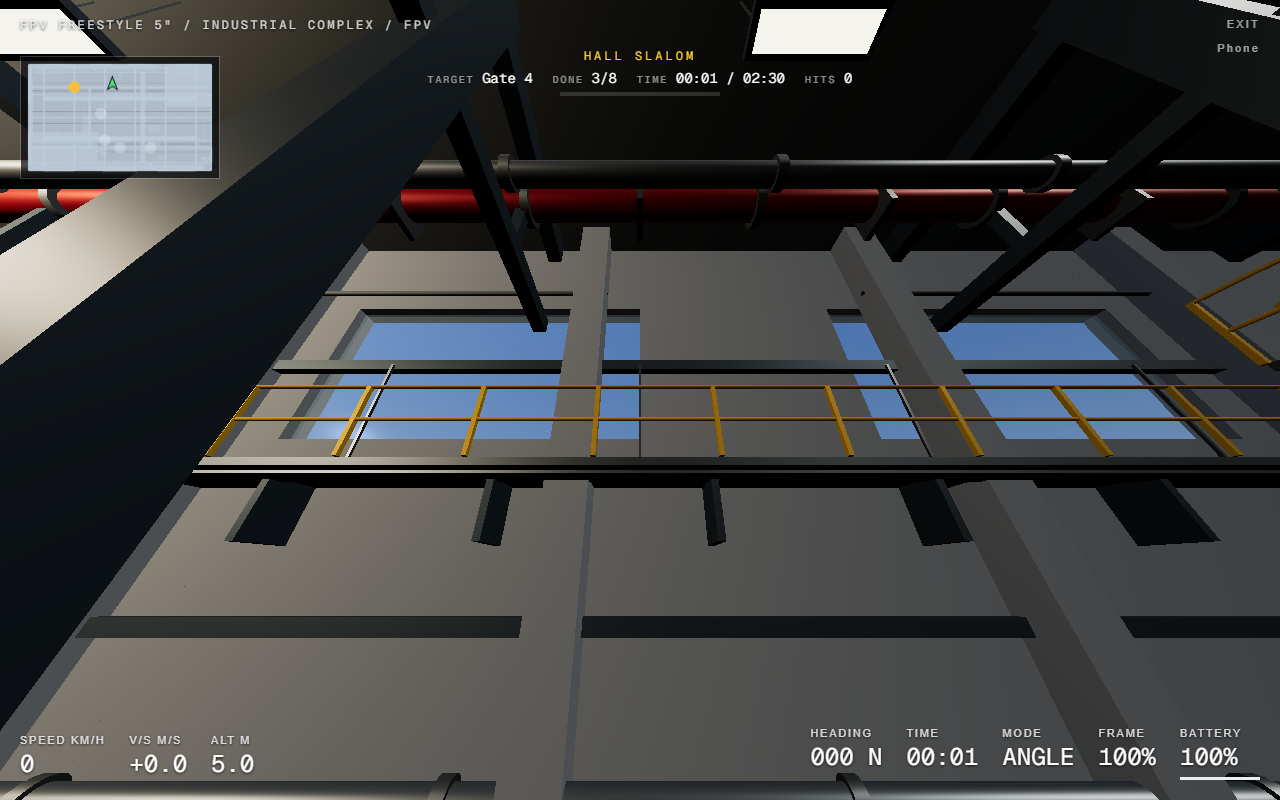 FPV FREESTYLE 5" / INDUSTRIAL COMPLEX / FPV
EXIT
Phone
HALL SLALOM
TARGET Gate 4 DONE 3/8 TIME 00:01 / 02:30 HITS 0
SPEED KM/H V/S M/S ALT M
0 +0.0 5.0
HEADING TIME MODE FRAME BATTERY
000 N 00:01 ANGLE 100% 100%